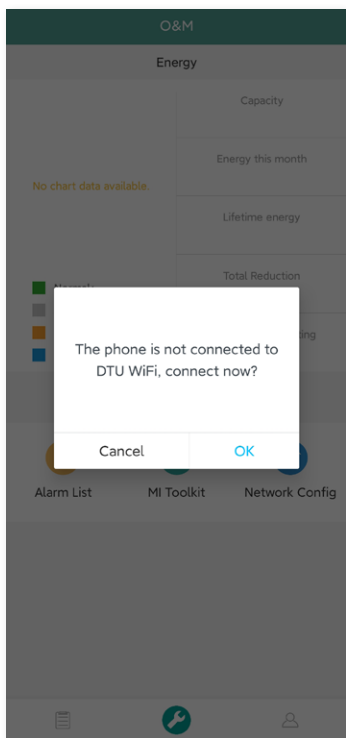 O&M
Energy
Capacity
Energy this month
No chart data available.
Lifetime energy
Total Reduction
The phone is not connected to
DTU WiFi, connect now?
Cancel
OK
Alarm List
MI Toolkit
Network Config